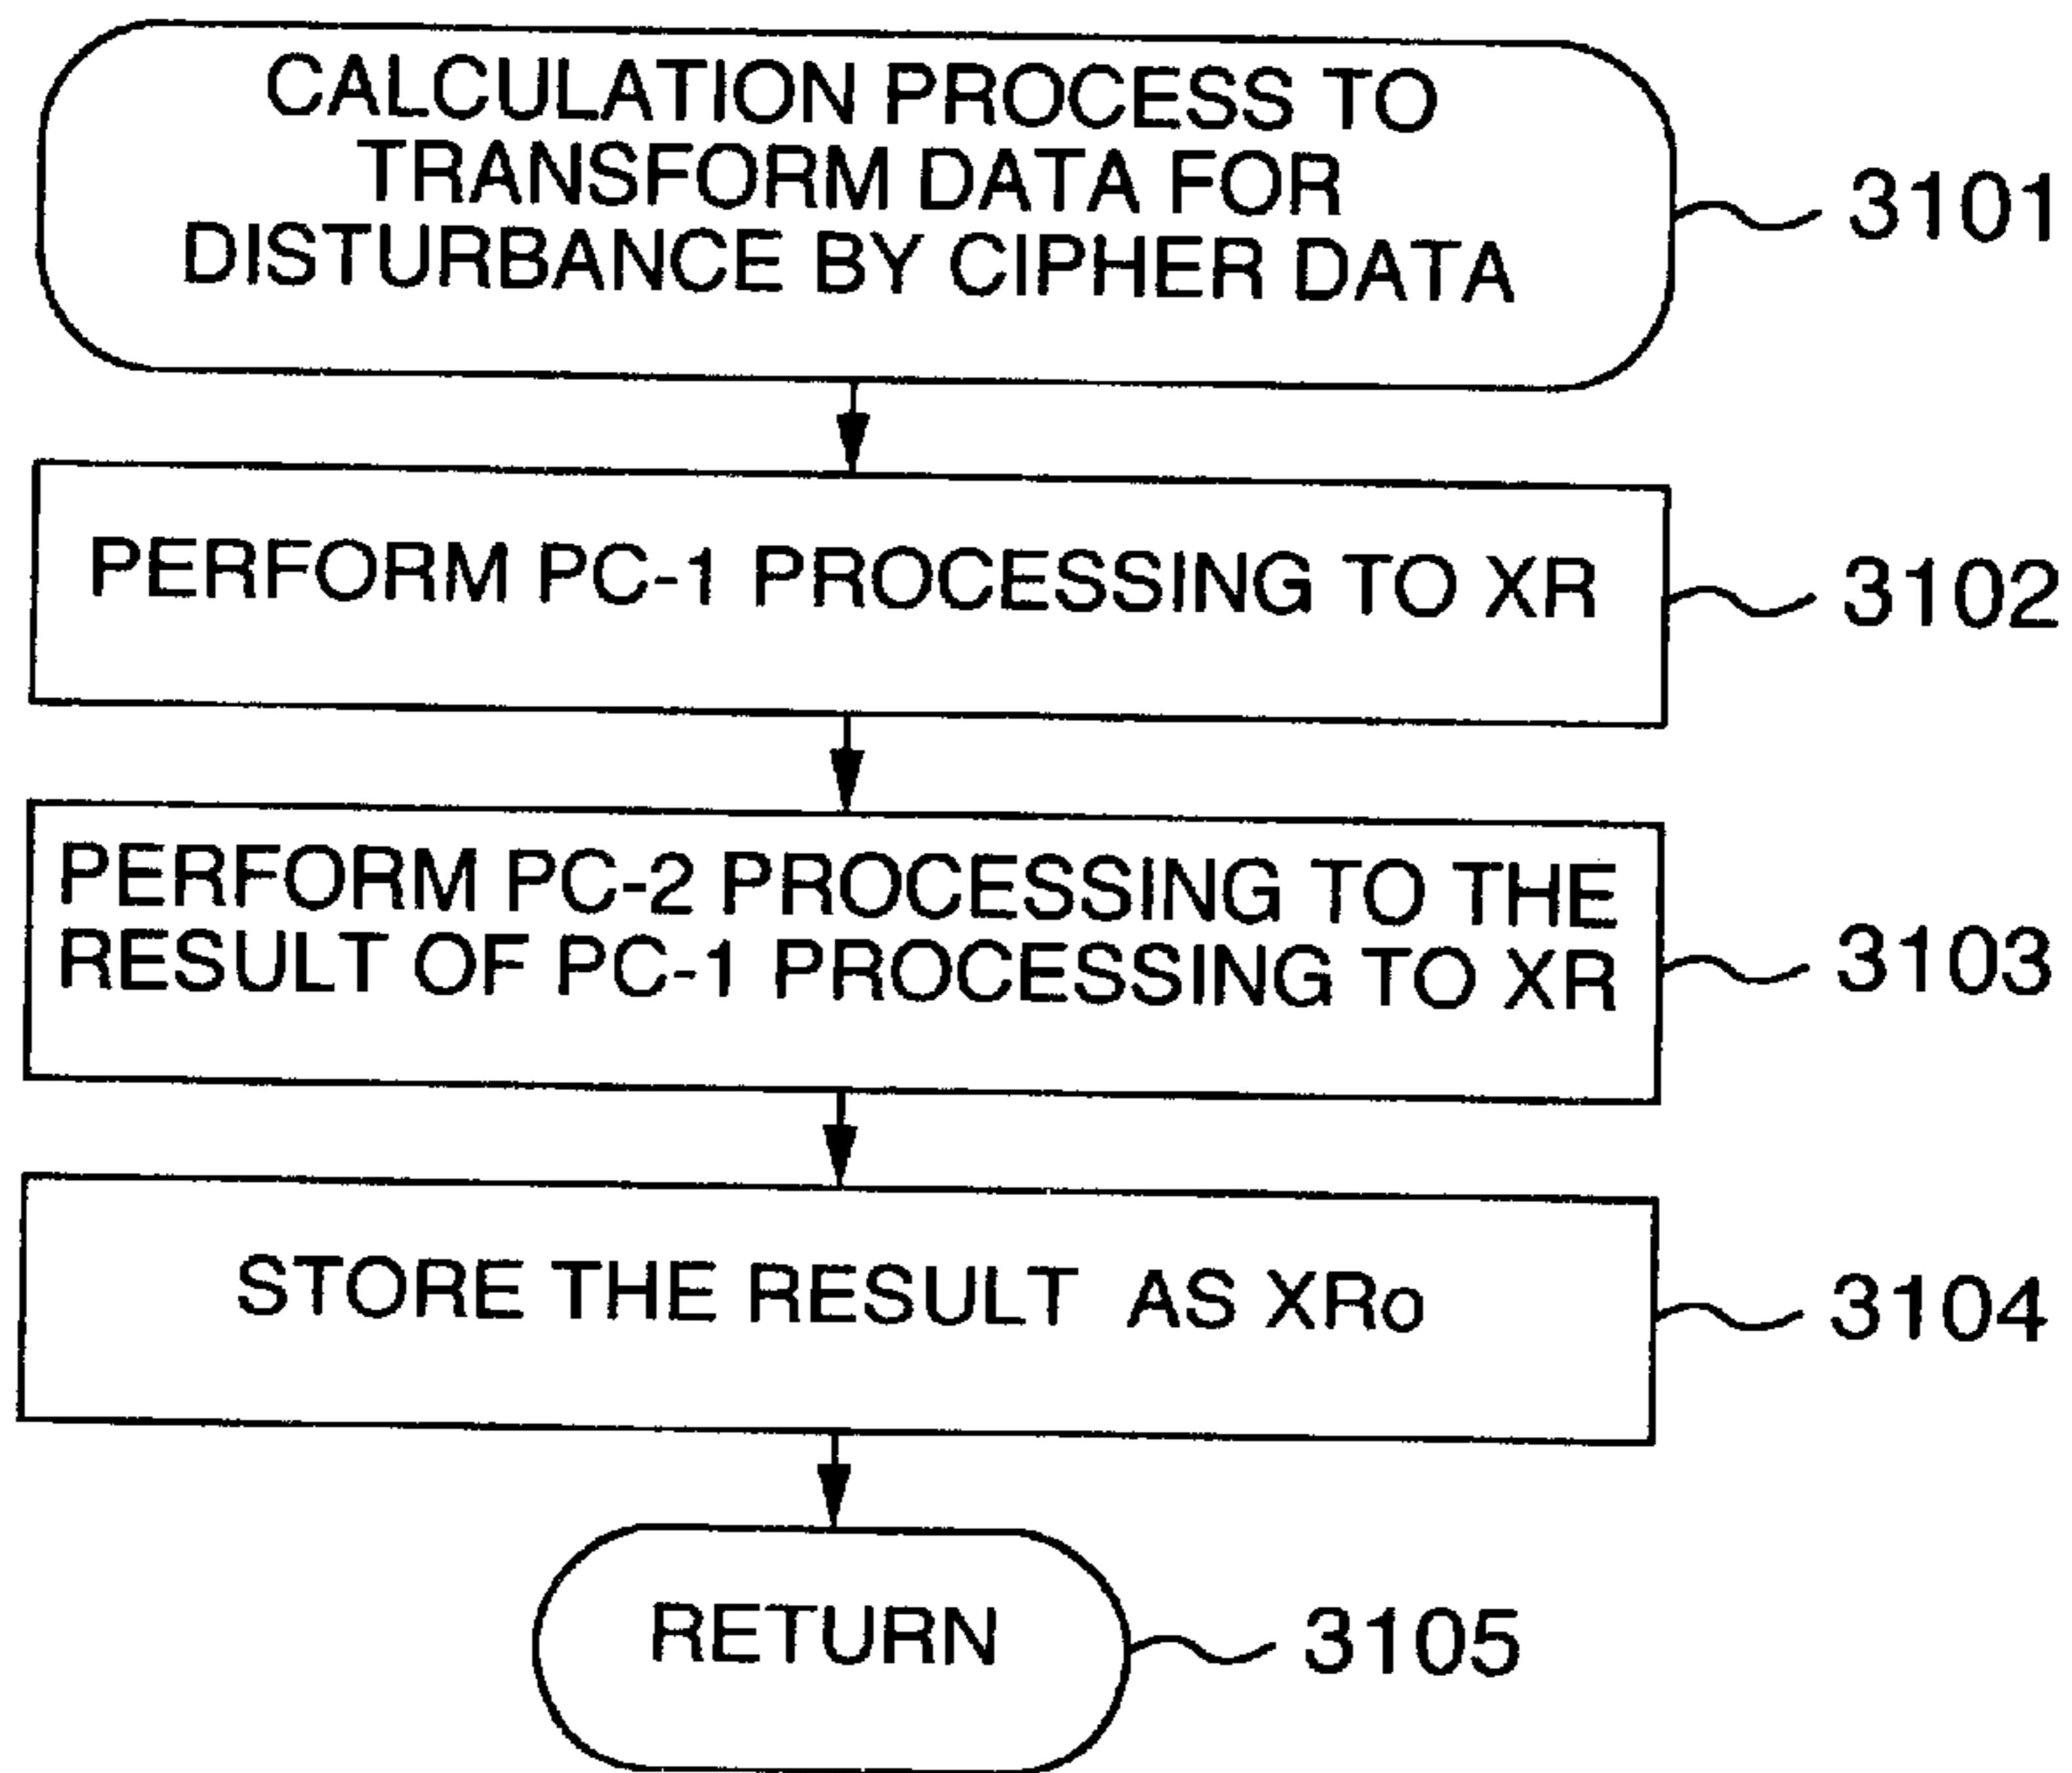 CALCULATION PROCESS TO
TRANSFORM DATA FOR
DISTURBANCE BY CIPHER DATA
3101
PERFORM PC-1 PROCESSING TO XR
3102
PERFORM PC-2 PROCESSING TO THE
RESULT OF PC-1 PROCESSING TO XR
3103
STORE THE RESULT AS XRo
3104
RETURN
3105